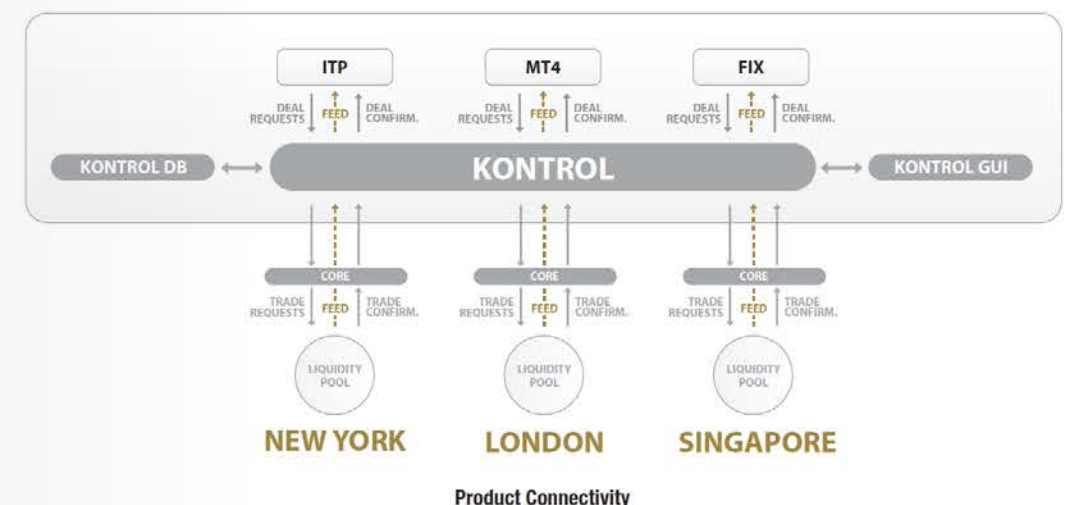 ITP
MT4
FIX
DEAL
REQUESTS
FEED
DEAL
CONFIRM.
DEAL
REQUESTS
FEED
DEAL
CONFIRM.
DEAL
REQUESTS
FEED
DEAL
CONFIRM.
KONTROL DB
KONTROL
KONTROL GUI
CORE
CORE
CORE
TRADE
REQUESTS
FEED
TRADE
CONFIRM.
TRADE
REQUESTS
FEED
TRADE
CONFIRM.
TRADE
REQUESTS
FEED
TRADE
CONFIRM.
LIQUIDITY
POOL
LIQUIDITY
POOL
LIQUIDITY
POOL
NEW YORK
LONDON
SINGAPORE
Product Connectivity